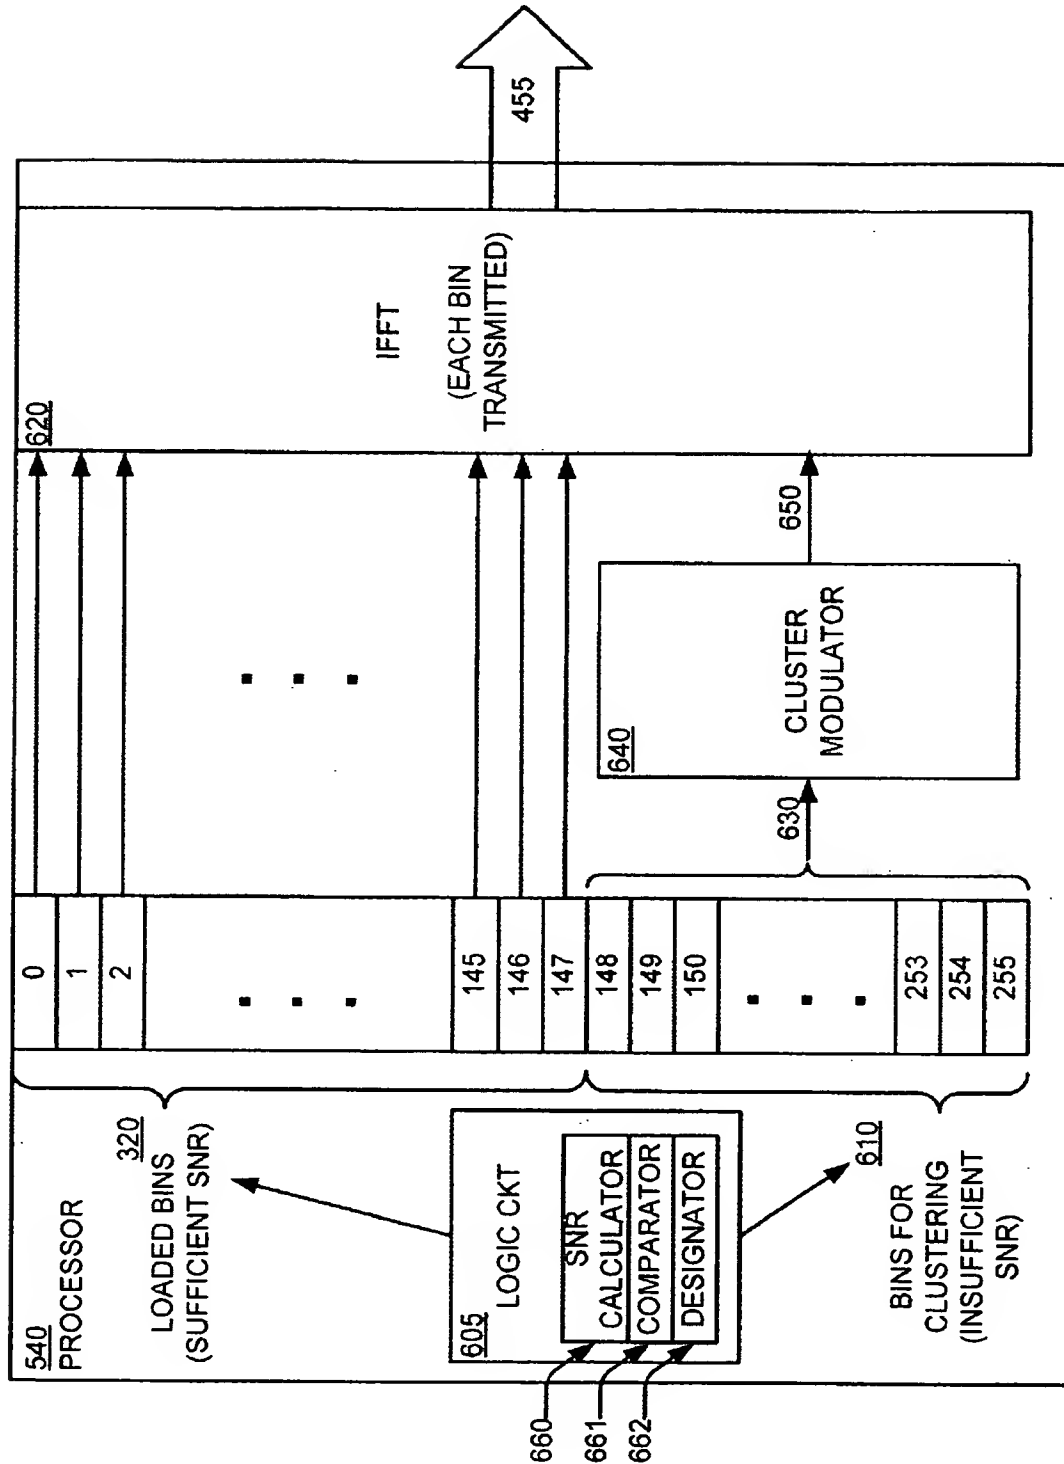 540
PROCESSOR
320
LOADED BINS
(SUFFICIENT SNR)
605
LOGIC CKT
SNR
CALCULATOR
COMPARATOR
DESIGNATOR
660
661
662
610
BINS FOR
CLUSTERING
(INSUFFICIENT
SNR)
0
1
2
145
146
147
148
149
150
253
254
255
630
640
CLUSTER
MODULATOR
650
620
IFFT
(EACH BIN
TRANSMITTED)
455